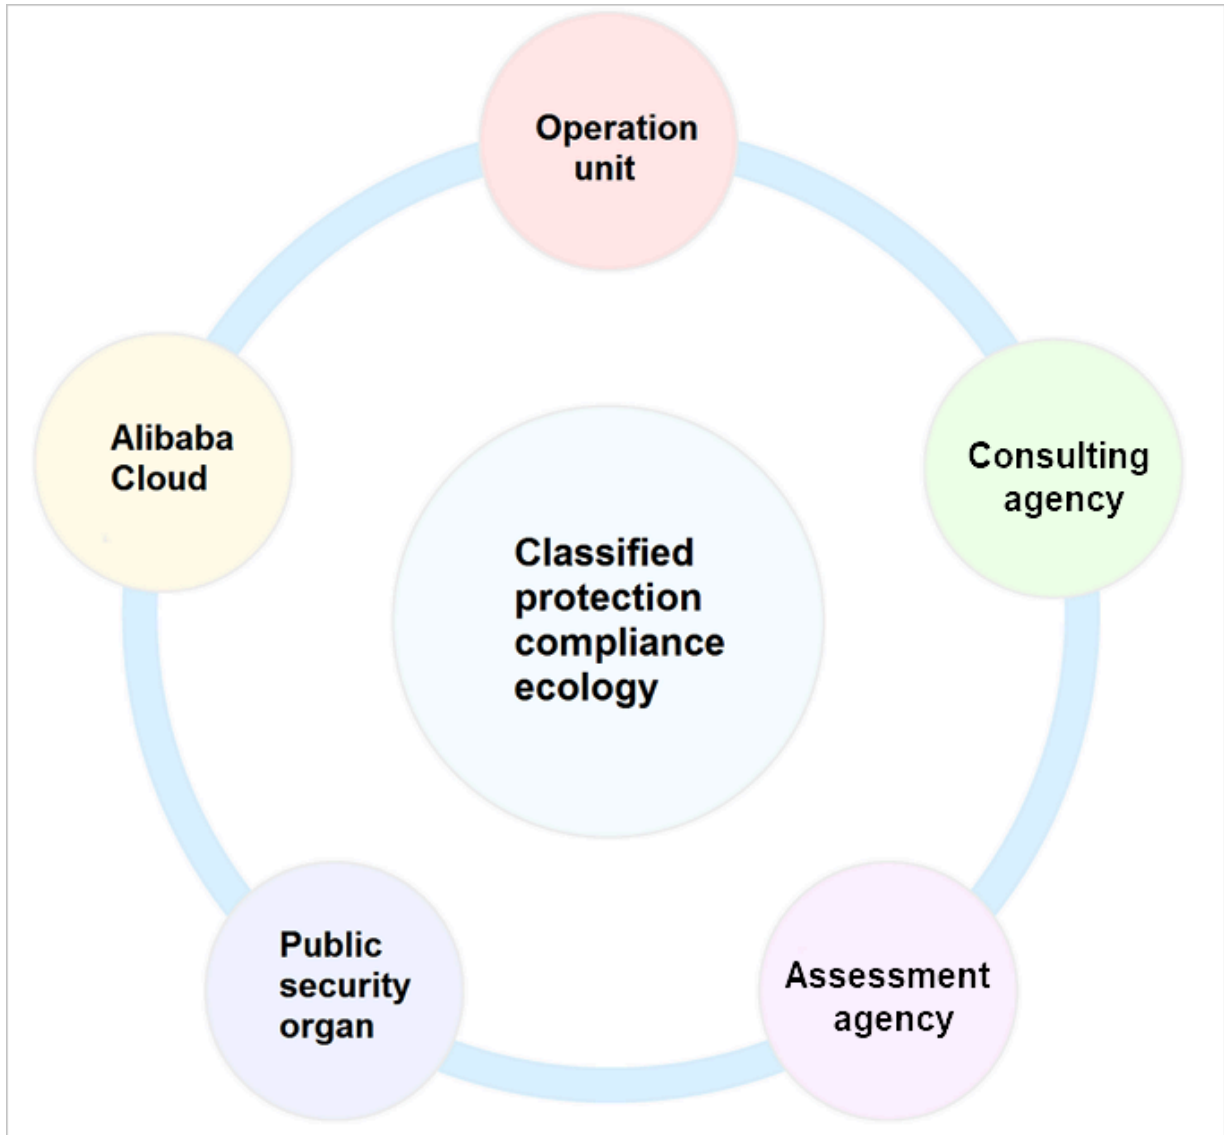 Operation
unit
Alibaba
Cloud
Consulting
agency
Classified
protection
compliance
ecology
Public
security
organ
Assessment
agency